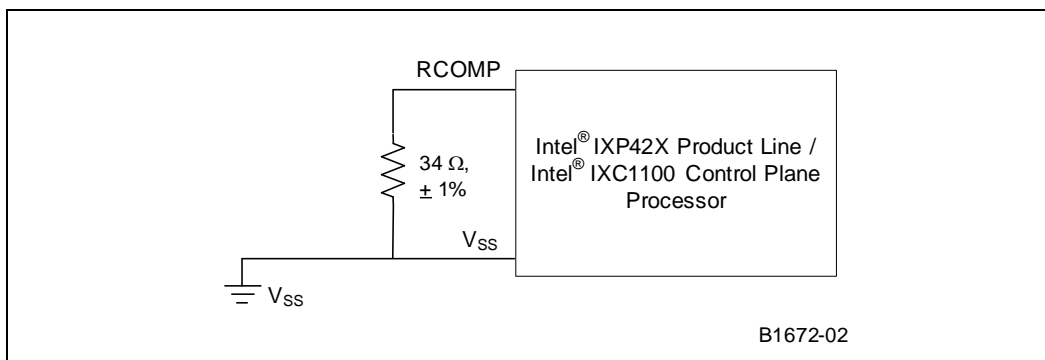 RCOMP
Intel® IXP42X Product Line /
Intel® IXC1100 Control Plane
Processor
34 Ω,
± 1%
VSS
VSS
B1672-02